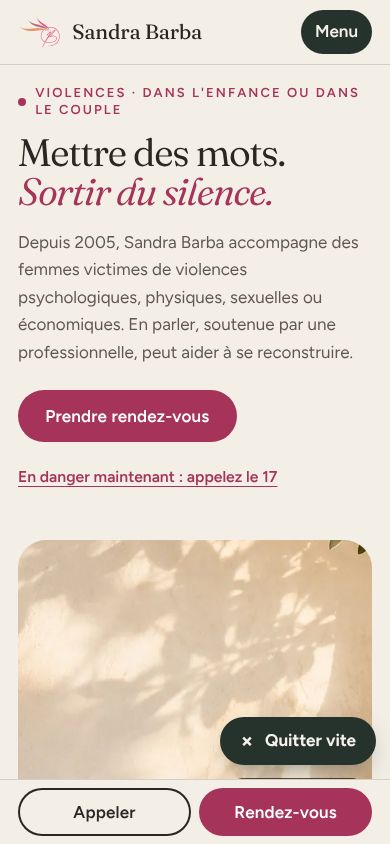 Sandra Barba
Menu
VIOLENCES · DANS L'ENFANCE OU DANS
LE COUPLE
Mettre des mots.
Sortir du silence.
Depuis 2005, Sandra Barba accompagne des
femmes victimes de violences
psychologiques, physiques, sexuelles ou
économiques. En parler, soutenue par une
professionnelle, peut aider à se reconstruire.
Prendre rendez-vous
En danger maintenant : appelez le 17
× Quitter vite
Appeler
Rendez-vous